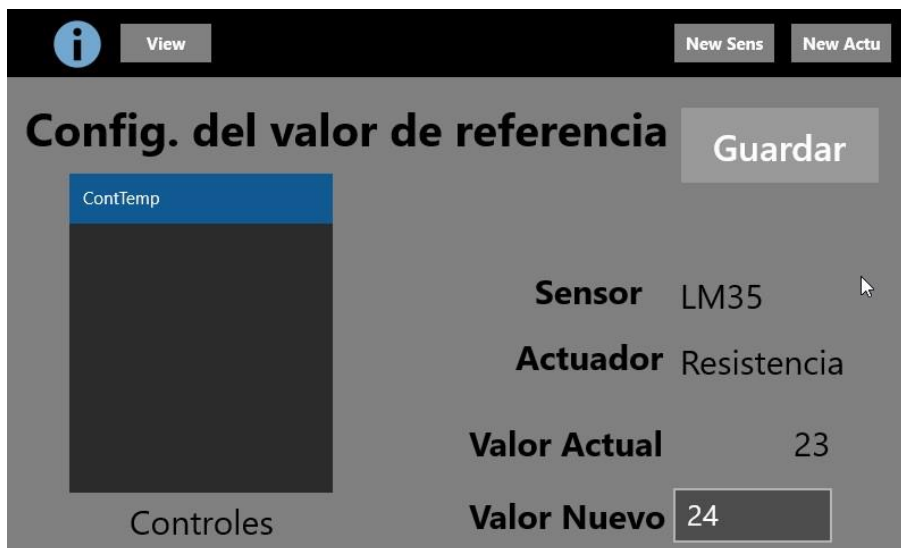 i
View
New Sens
New Actu
Config. del valor de referencia
Guardar
ContTemp
Sensor LM35
Actuador Resistencia
Valor Actual 23
Valor Nuevo 24
Controles